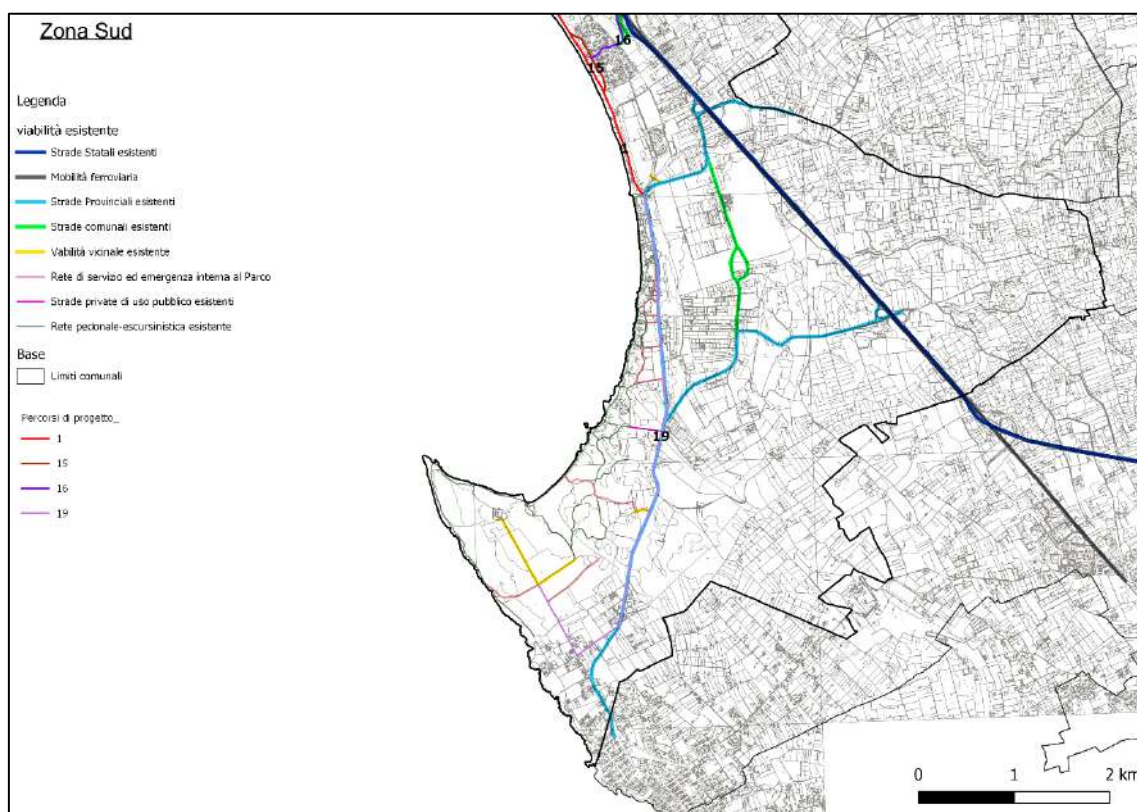 Zona Sud
Legenda
viabilità esistente
Strade Statali esistenti
Mobilità ferroviaria
Strade Provinciali esistenti
Strade comunali esistenti
Vabilità vicinale esistente
Rete di servizio ed emergenza interna al Parco
Strade private di uso pubblico esistenti
Rete pedonale-escursinistica esistente
Base
Limiti comunali
Percorsi di progetto_
1
15
16
19
16
15
1
19
0 1 2 km